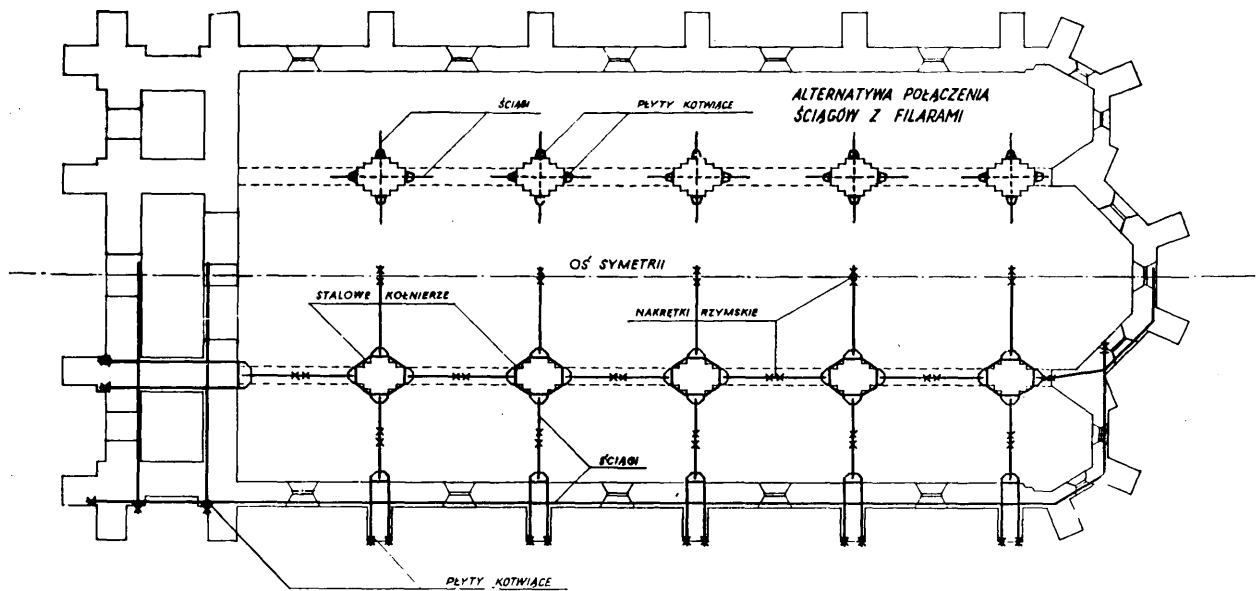 ŚCIĄGI
PŁYTY KOTWIĄCE
ALTERNATYWA POŁĄCZENIA
ŚCIĄGÓW Z FILARAMI
OŚ SYMETRII
STALOWE KOŁNIERZE
NAKRĘTKI RZYMSKIE
ŚCIĄGI
PŁYTY KOTWIĄCE